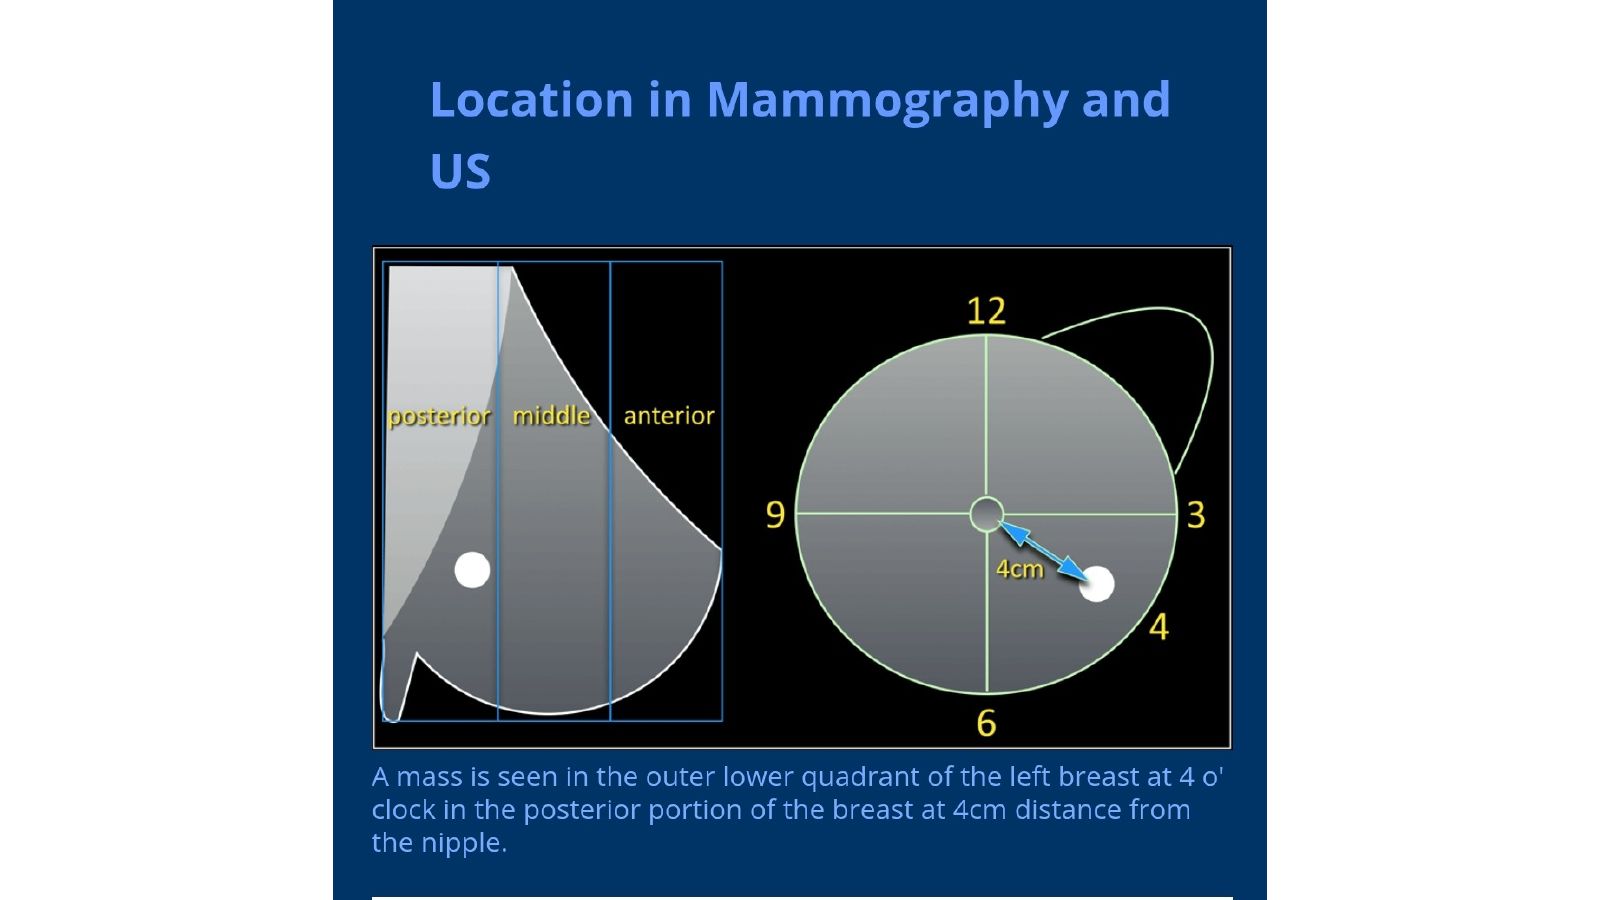 Location in Mammography and
US
posterior
middle
anterior
12
9
3
4cm
4
6
A mass is seen in the outer lower quadrant of the left breast at 4 o'
clock in the posterior portion of the breast at 4cm distance from
the nipple.